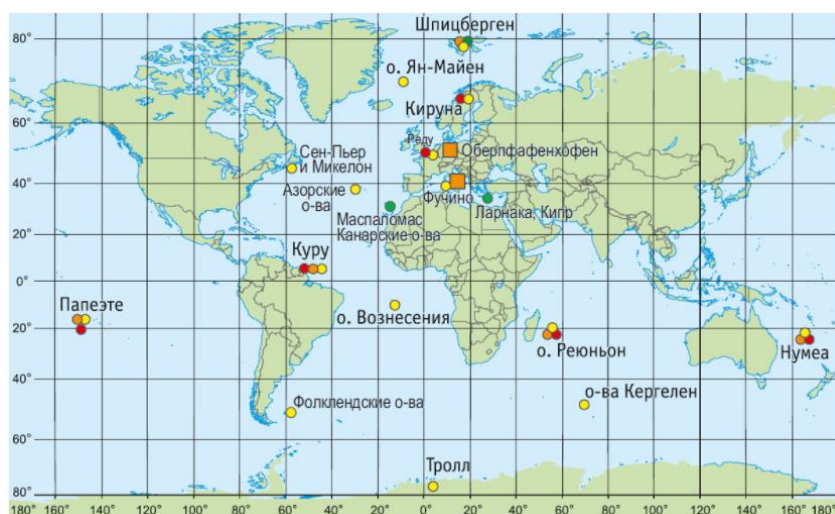 Шпицберген
80°
о. Ян-Майен
60°
Кируна
Реду
Оберпфафенхофен
Сен-Пьер
и Микелон
40°
Азорские
о-ва
Фучино
Маспаломас
Канарские о-ва
Ларнака, Кипр
20°
Куру
0°
Папеэте
о. Вознесения
20°
о. Реюньон
Нумеа
40°
о-ва Кергелен
Фолклендские о-ва
60°
Тролл
80°
180° 160° 140° 120° 100° 80° 60° 40° 20° 0° 20° 40° 60° 80° 100° 120° 140° 160° 180°